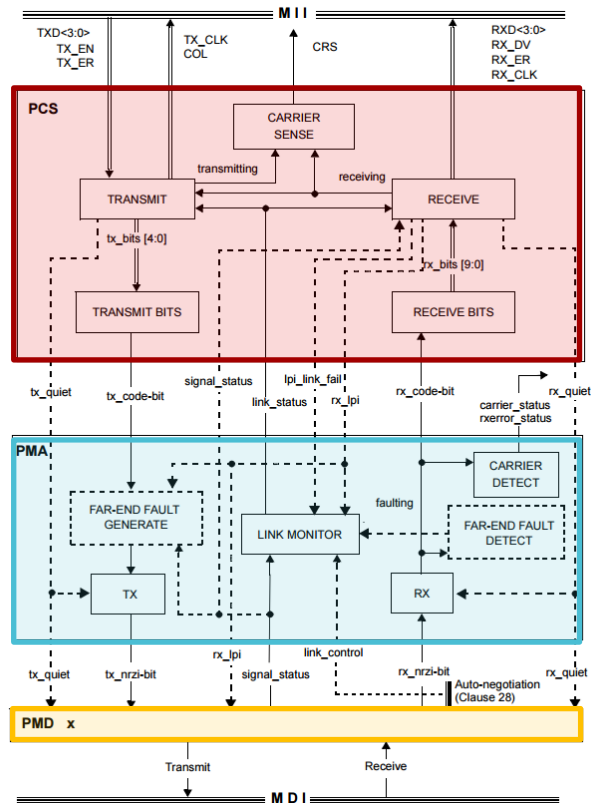 M I I
TXD<3:0>
TX_EN
TX_ER
TX_CLK
COL
CRS
RXD<3:0>
RX_DV
RX_ER
RX_CLK
PCS
CARRIER
SENSE
transmitting
receiving
TRANSMIT
RECEIVE
tx_bits [4:0]
rx_bits [9:0]
TRANSMIT BITS
RECEIVE BITS
tx_quiet
tx_code-bit
signal_status
link_status
lpi_link_fail
rx_lpi
rx_code-bit
carrier_status
rxerror_status
rx_quiet
PMA
CARRIER
DETECT
FAR-END FAULT
GENERATE
LINK MONITOR
faulting
FAR-END FAULT
DETECT
TX
RX
tx_quiet
tx_nrzi-bit
rx_lpi
signal_status
link_control
rx_nrzi-bit
Auto-negotiation
(Clause 28)
rx_quiet
PMD x
Transmit
Receive
M D I